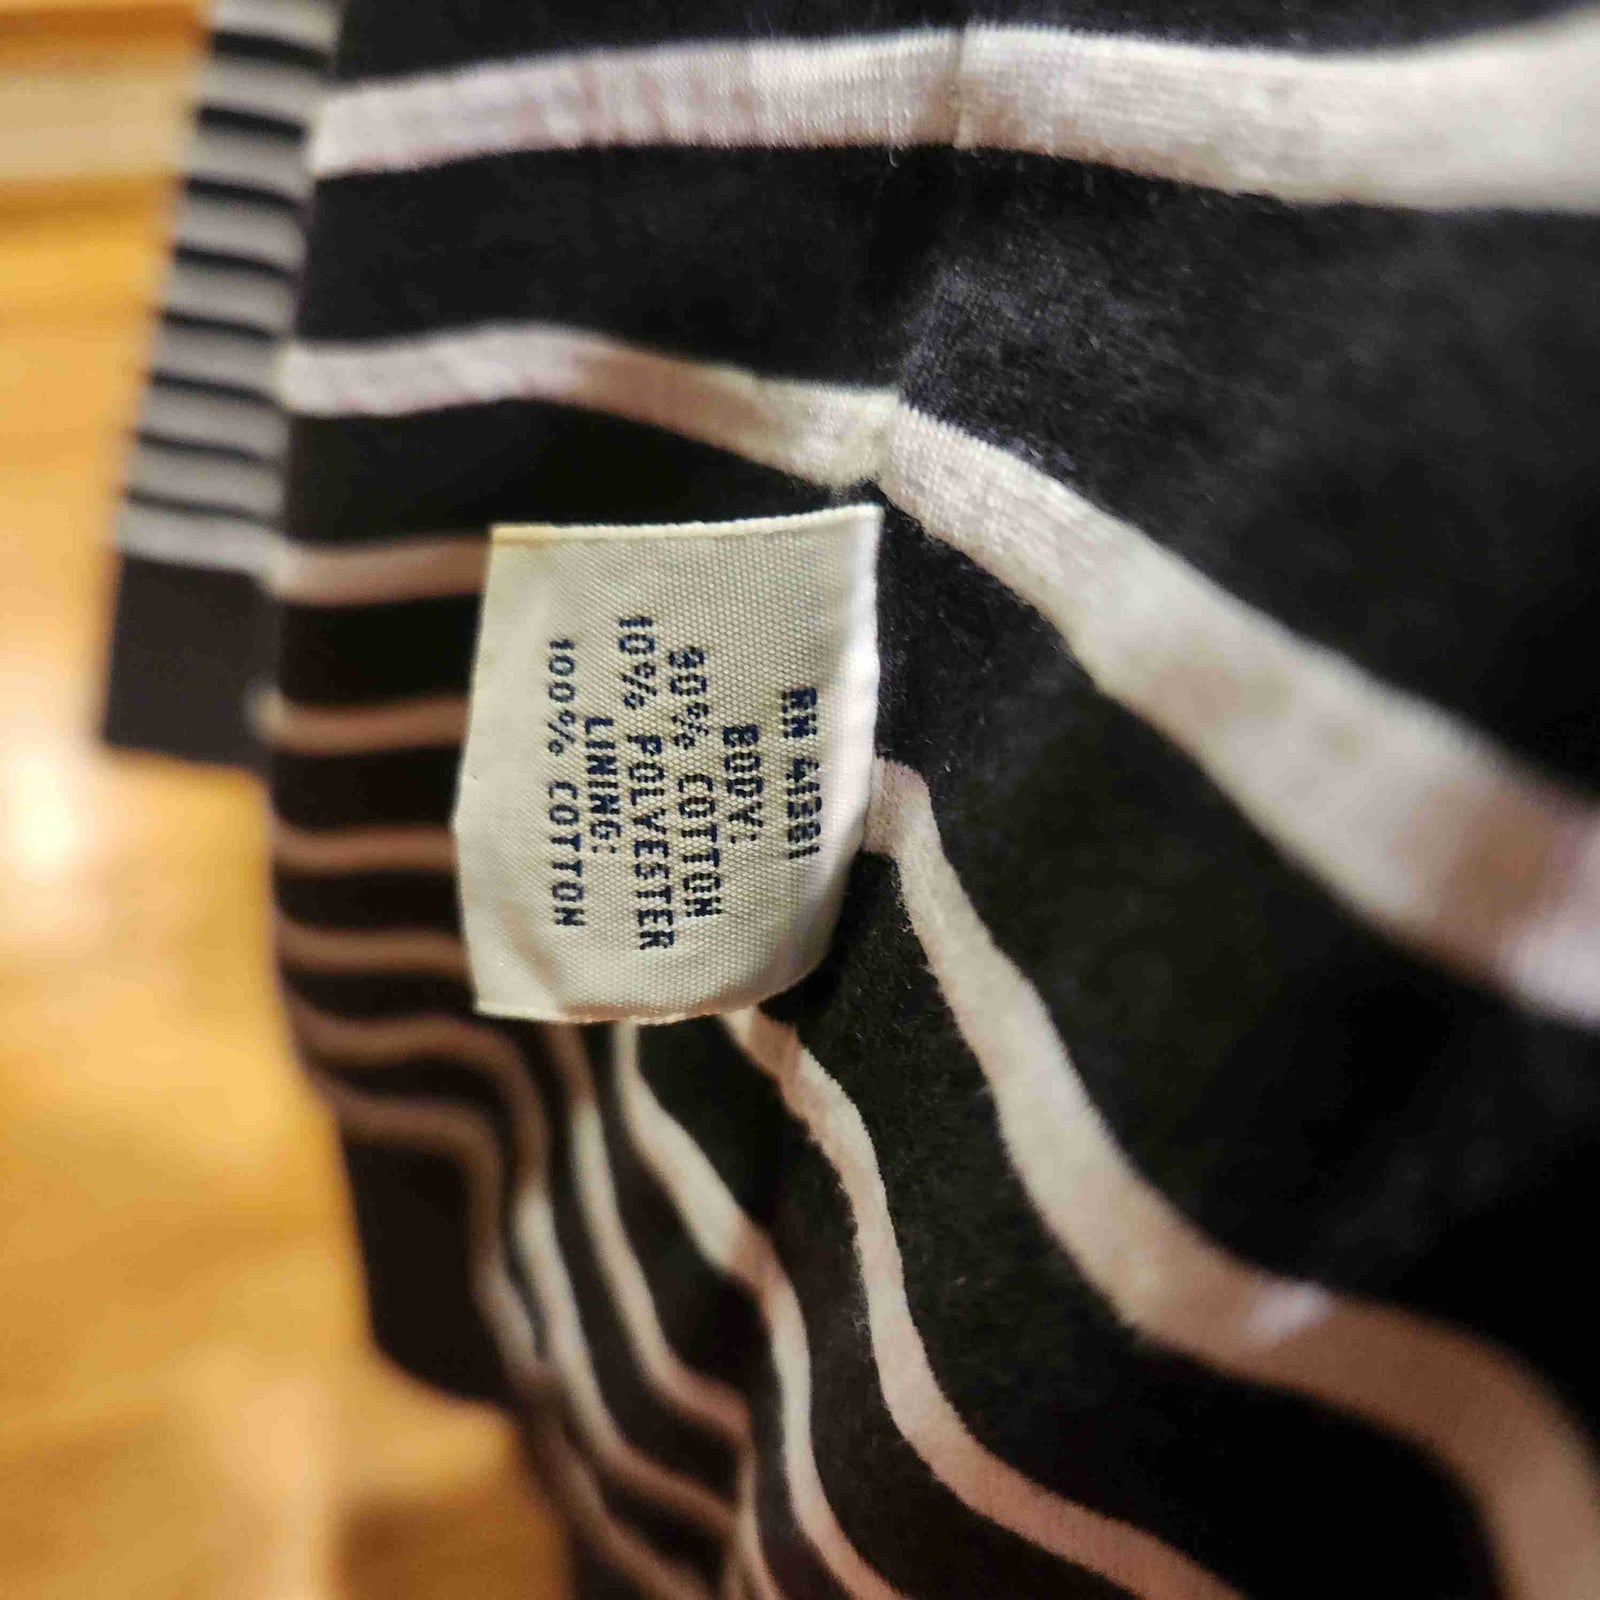 RN 41381
BODY:
90% COTTON
10% POLYESTER
LINING:
100% COTTON